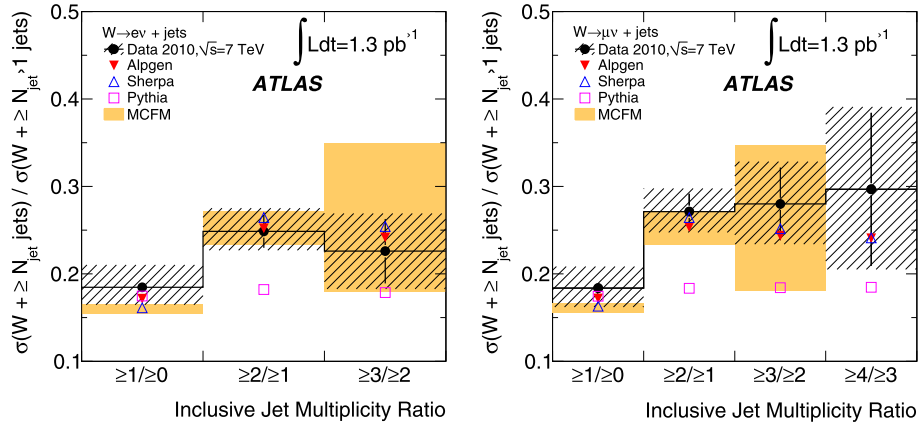 W→eν + jets
Data 2010,√s=7 TeV
Alpgen
Sherpa
Pythia
MCFM
∫Ldt=1.3 pb›1
ATLAS
σ(W + ≥ Njet jets) / σ(W + ≥ Njet›1 jets)
0.5
0.4
0.3
0.2
0.1
≥1/≥0
≥2/≥1
≥3/≥2
Inclusive Jet Multiplicity Ratio
W→μν + jets
Data 2010,√s=7 TeV
Alpgen
Sherpa
Pythia
MCFM
∫Ldt=1.3 pb›1
ATLAS
σ(W + ≥ Njet jets) / σ(W + ≥ Njet›1 jets)
0.5
0.4
0.3
0.2
0.1
≥1/≥0
≥2/≥1
≥3/≥2
≥4/≥3
Inclusive Jet Multiplicity Ratio